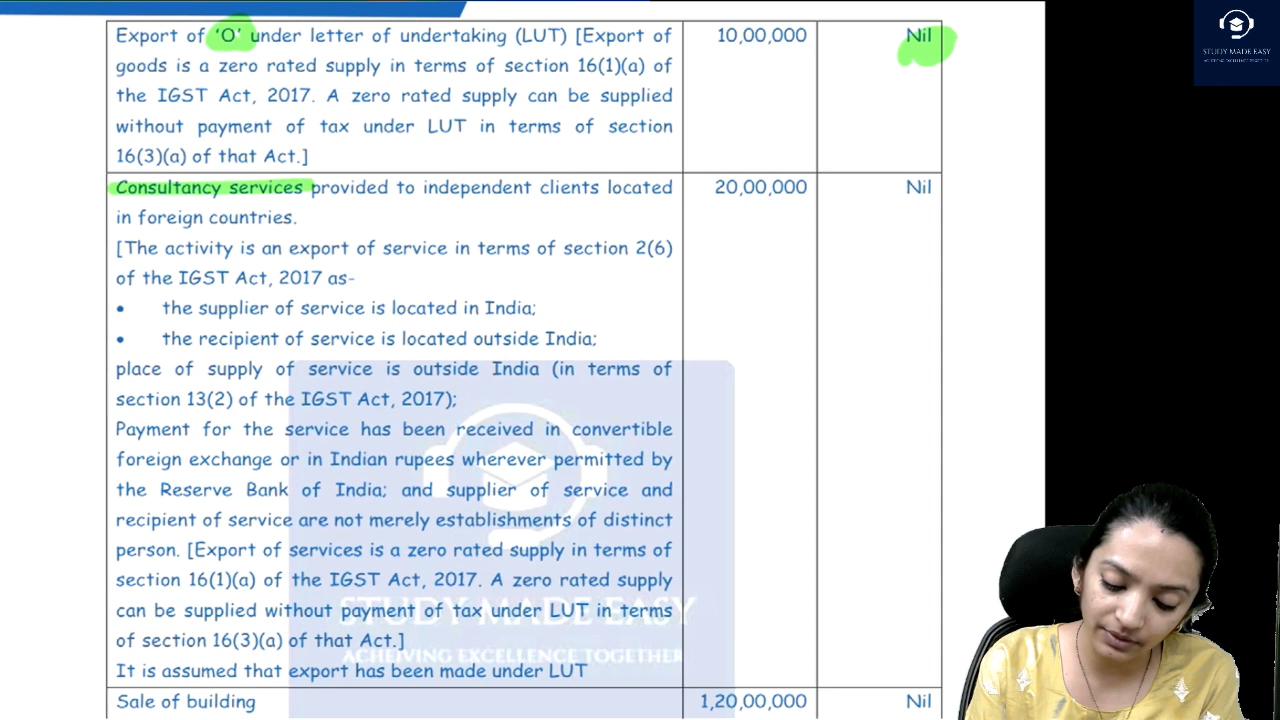 Export of ‘O’ under letter of undertaking (LUT) [Export of 10,00,000 Nil
goods is a zero rated supply in terms of section 16(1)(a) of
the IGST Act, 2017. A zero rated supply can be supplied
without payment of tax under LUT in terms of section
16(3)(a) of that Act.]
Consultancy services provided to independent clients located 20,00,000 Nil
in foreign countries.
[The activity is an export of service in terms of section 2(6)
of the IGST Act, 2017 as-
• the supplier of service is located in India;
• the recipient of service is located outside India;
place of supply of service is outside India (in terms of
section 13(2) of the IGST Act, 2017);
Payment for the service has been received in convertible
foreign exchange or in Indian rupees wherever permitted by
the Reserve Bank of India; and supplier of service and
recipient of service are not merely establishments of distinct
person. [Export of services is a zero rated supply in terms of
section 16(1)(a) of the IGST Act, 2017. A zero rated supply
can be supplied without payment of tax under LUT in terms
of section 16(3)(a) of that Act.]
It is assumed that export has been made under LUT
Sale of building 1,20,00,000 Nil
STUDY MADE EASY
ACHEIVING EXCELLENCE TOGETHER
STUDY MADE EASY